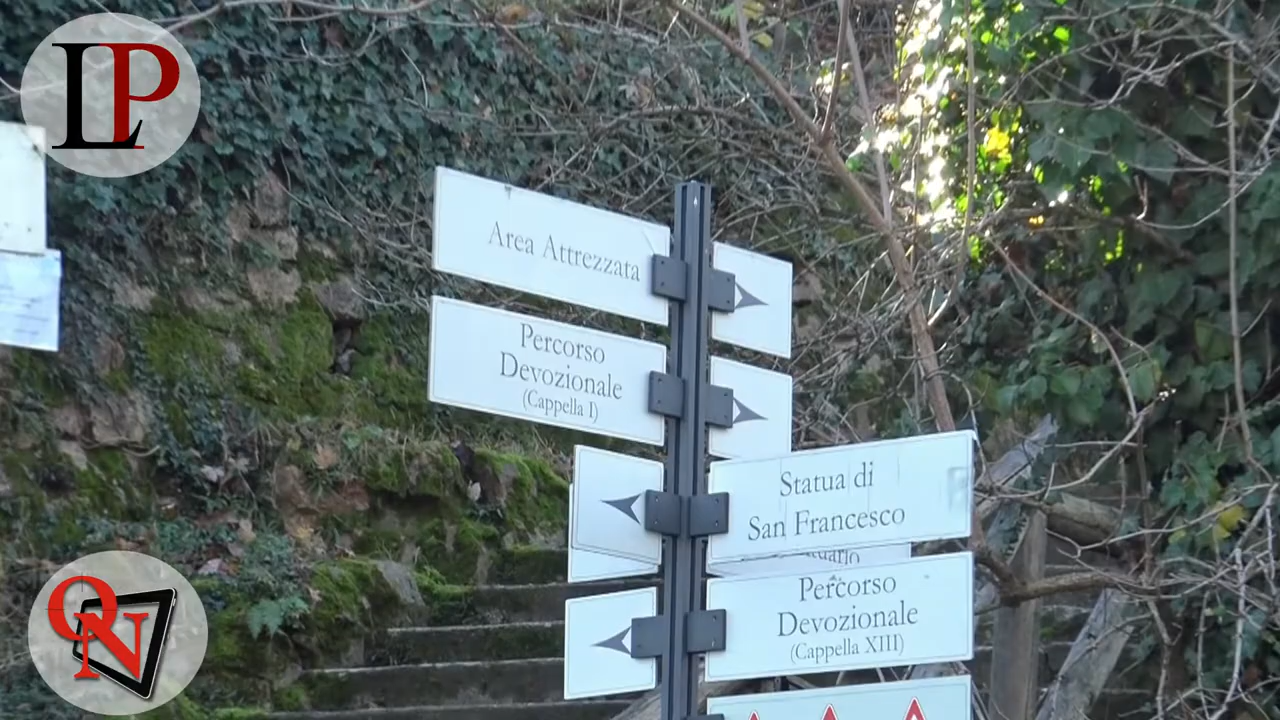 LP
Area Attrezzata
Percorso
Devozionale
(Cappella I)
Statua di
San Francesco
Percorso
Devozionale
(Cappella XIII)
QN